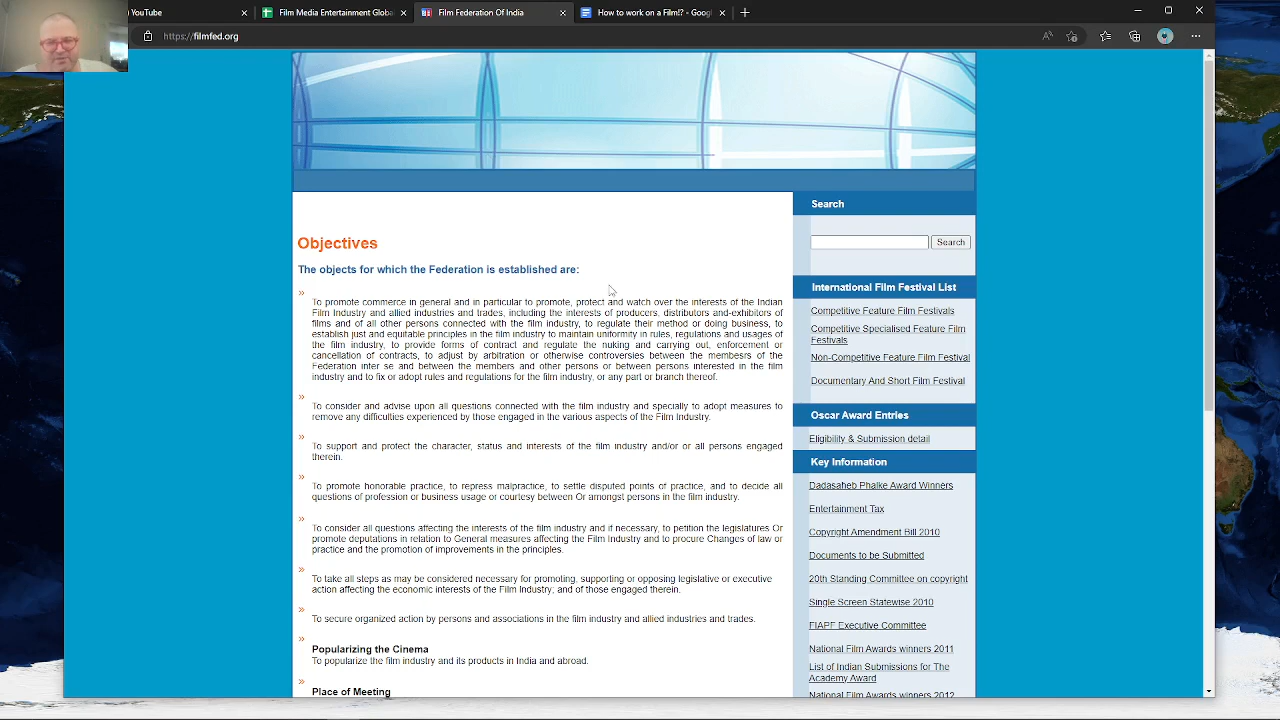 YouTube
Film Media Entertainment Globa
Film Federation Of India
How to work on a Film!? - Googl
https://filmfed.org
Objectives
The objects for which the Federation is established are:
»
To promote commerce in general and in particular to promote, protect and watch over the interests of the Indian
Film Industry and allied industries and trades, including the interests of producers, distributors and-exhibitors of
films and of all other persons connected with the film industry, to regulate their method or doing business, to
establish just and equitable principles in the film industry to maintain uniformity in rules, regulations and usages of
the film industry, to provide forms of contract and regulate the nuking and carrying out, enforcement or
cancellation of contracts, to adjust by arbitration or otherwise controversies between the membeers of the
Federation inter se and between the members and other persons or between persons interested in the film
industry and to fix or adopt rules and regulations for the film industry, or any part or branch thereof.
»
To consider and advise upon all questions connected with the film industry and specially to adopt measures to
remove any difficulties experienced by those engaged in the various aspects of the Film Industry.
»
To support and protect the character, status and interests of the film industry and/or or all persons engaged
therein.
»
To promote honorable practice, to repress malpractice, to settle disputed points of practice, and to decide all
questions of profession or business usage or courtesy between Or amongst persons in the film industry.
»
To consider all questions affecting the interests of the film industry and if necessary, to petition the legislatures Or
promote deputations in relation to General measures affecting the Film Industry and to procure Changes of law or
practice and the promotion of improvements in the principles.
»
To take all steps as may be considered necessary for promoting, supporting or opposing legislative or executive
action affecting the economic interests of the Film Industry; and of those engaged therein.
»
To secure organized action by persons and associations in the film industry and allied industries and trades.
»
Popularizing the Cinema
To popularize the film industry and its products in India and abroad.
»
Place of Meeting
Search
Search
International Film Festival List
Competitive Feature Film Festivals
Competitive Specialised Feature Film
Festivals
Non-Competitive Feature Film Festival
Documentary And Short Film Festival
Oscar Award Entries
Eligibility & Submission detail
Key Information
Dadasaheb Phalke Award Winners
Entertainment Tax
Copyright Amendment Bill 2010
Documents to be Submitted
20th Standing Committee on copyright
Single Screen Statewise 2010
FIAPF Executive Committee
National Film Awards winners 2011
List of Indian Submissions for The
Academy Award
National Film Awards winners 2012